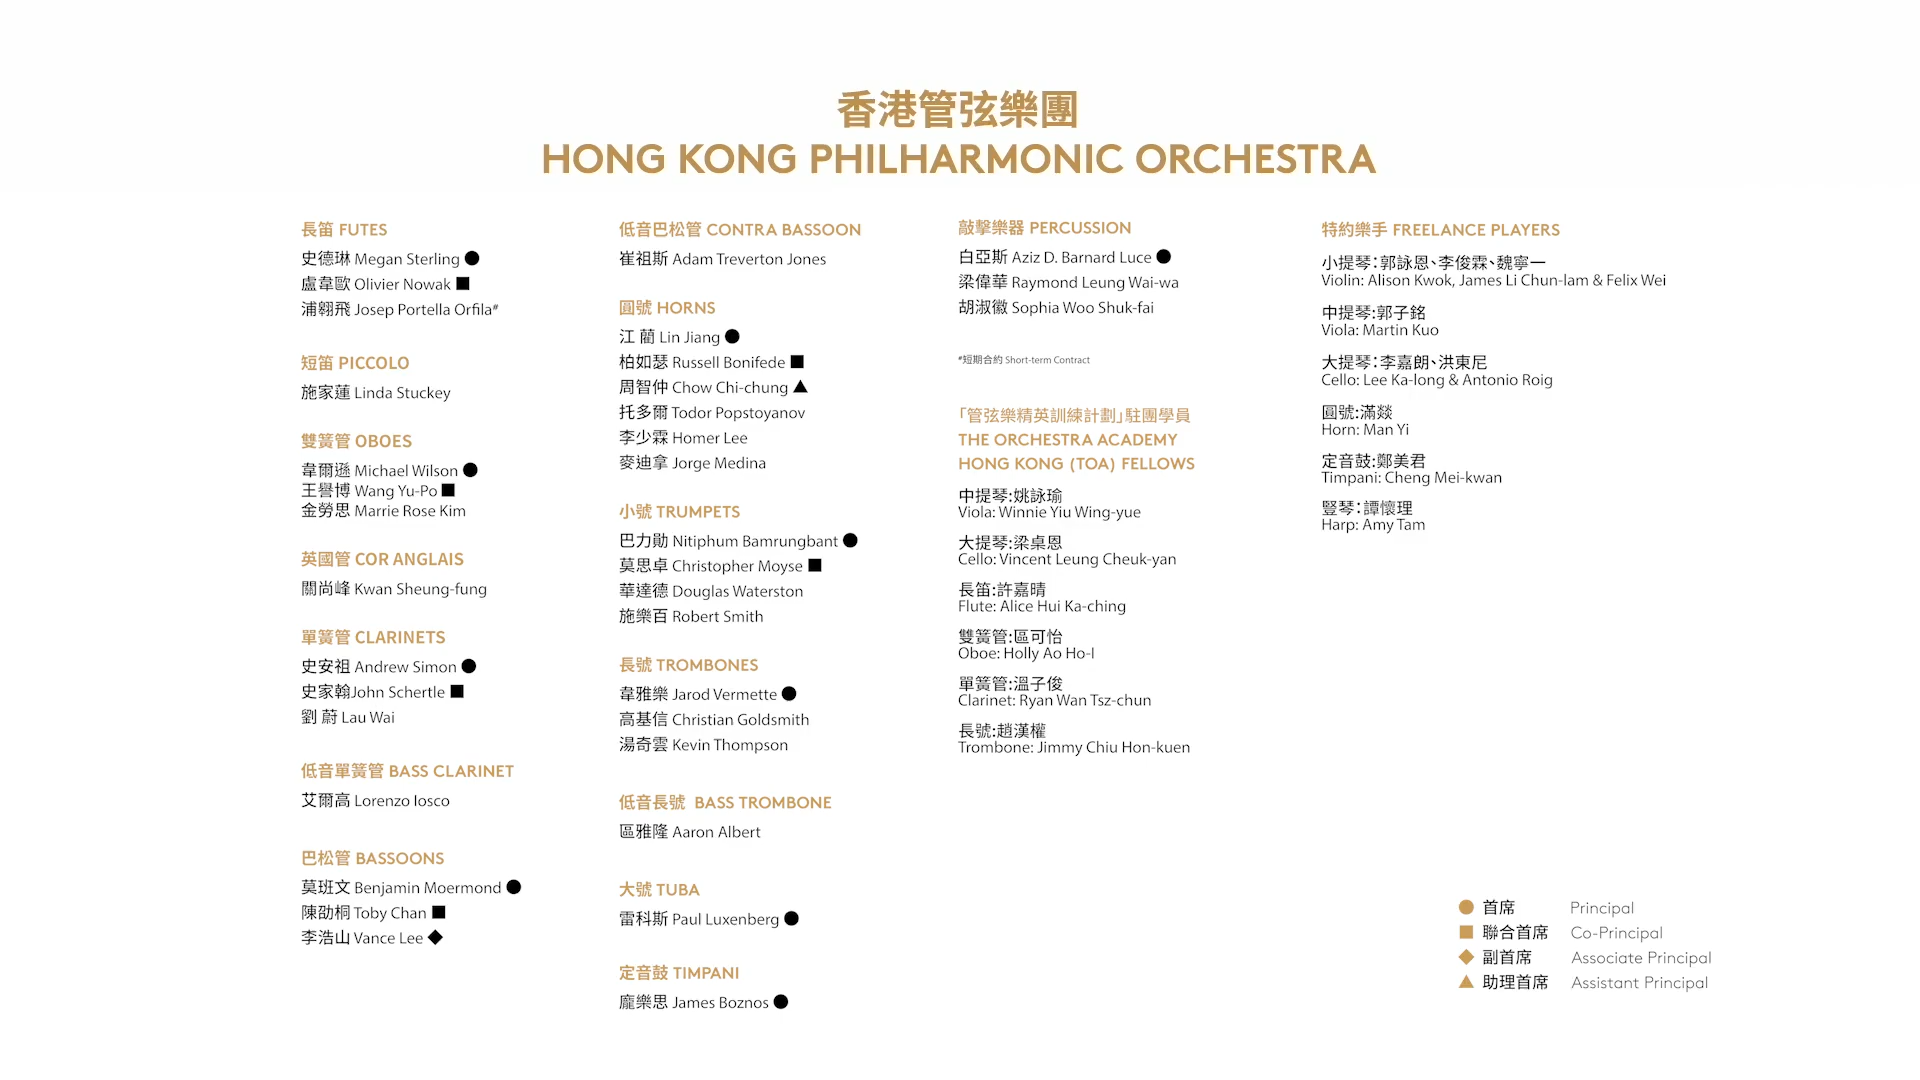 香港管弦樂團
HONG KONG PHILHARMONIC ORCHESTRA
長笛 FUTES
史德琳 Megan Sterling ●
盧韋歐 Olivier Nowak ■
浦翱飛 Josep Portella Orfila#
短笛 PICCOLO
施家蓮 Linda Stuckey
雙簧管 OBOES
韋爾遜 Michael Wilson ●
王譽博 Wang Yu-Po ■
金勞思 Marrie Rose Kim
英國管 COR ANGLAIS
關尚峰 Kwan Sheung-fung
單簧管 CLARINETS
史安祖 Andrew Simon ●
史家翰John Schertle ■
劉 蔚 Lau Wai
低音單簧管 BASS CLARINET
艾爾高 Lorenzo Iosco
巴松管 BASSOONS
莫班文 Benjamin Moermond ●
陳劭桐 Toby Chan ■
李浩山 Vance Lee ◆
低音巴松管 CONTRA BASSOON
崔祖斯 Adam Treverton Jones
圓號 HORNS
江 藺 Lin Jiang ●
柏如瑟 Russell Bonifede ■
周智仲 Chow Chi-chung ▲
托多爾 Todor Popstoyanov
李少霖 Homer Lee
麥迪拿 Jorge Medina
小號 TRUMPETS
巴力勛 Nitiphum Bamrungbant ●
莫思卓 Christopher Moyse ■
華達德 Douglas Waterston
施樂百 Robert Smith
長號 TROMBONES
韋雅樂 Jarod Vermette ●
高基信 Christian Goldsmith
湯奇雲 Kevin Thompson
低音長號 BASS TROMBONE
區雅隆 Aaron Albert
大號 TUBA
雷科斯 Paul Luxenberg ●
定音鼓 TIMPANI
龐樂思 James Boznos ●
敲擊樂器 PERCUSSION
白亞斯 Aziz D. Barnard Luce ●
梁偉華 Raymond Leung Wai-wa
胡淑徽 Sophia Woo Shuk-fai
#短期合約 Short-term Contract
「管弦樂精英訓練計劃」駐團學員
THE ORCHESTRA ACADEMY
HONG KONG (TOA) FELLOWS
中提琴:姚詠瑜
Viola: Winnie Yiu Wing-yue
大提琴:梁桌恩
Cello: Vincent Leung Cheuk-yan
長笛:許嘉晴
Flute: Alice Hui Ka-ching
雙簧管:區可怡
Oboe: Holly Ao Ho-I
單簧管:溫子俊
Clarinet: Ryan Wan Tsz-chun
長號:趙漢權
Trombone: Jimmy Chiu Hon-kuen
特約樂手 FREELANCE PLAYERS
小提琴：郭詠恩、李俊霖、魏寧一
Violin: Alison Kwok, James Li Chun-lam & Felix Wei
中提琴:郭子銘
Viola: Martin Kuo
大提琴：李嘉朗、洪東尼
Cello: Lee Ka-long & Antonio Roig
圓號:滿燚
Horn: Man Yi
定音鼓:鄭美君
Timpani: Cheng Mei-kwan
豎琴：譚懷理
Harp: Amy Tam
● 首席 Principal
■ 聯合首席 Co-Principal
◆ 副首席 Associate Principal
▲ 助理首席 Assistant Principal